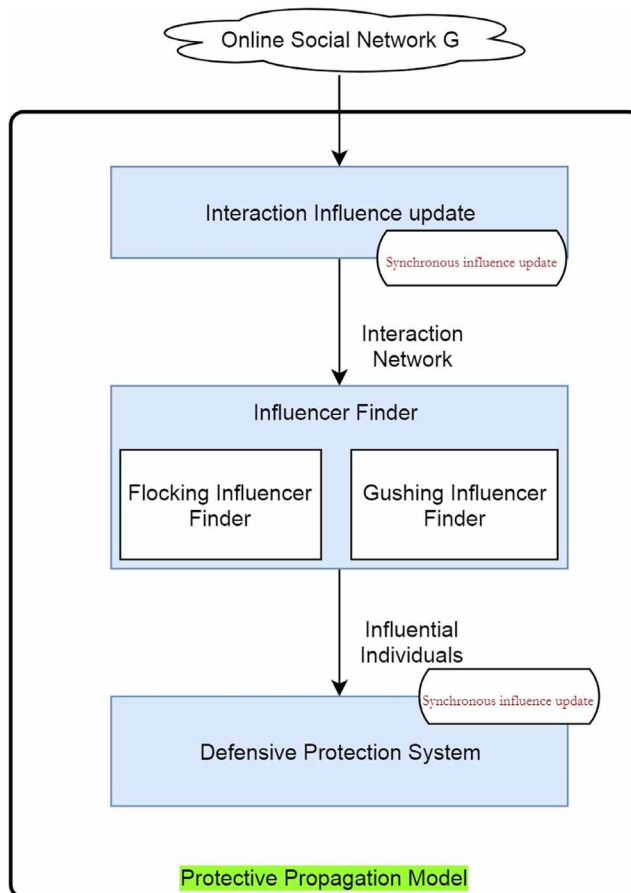 Online Social Network G
Interaction Influence update
Synchronous influence update
Interaction
Network
Influencer Finder
Flocking Influencer
Finder
Gushing Influencer
Finder
Influential
Individuals
Synchronous influence update
Defensive Protection System
Protective Propagation Model